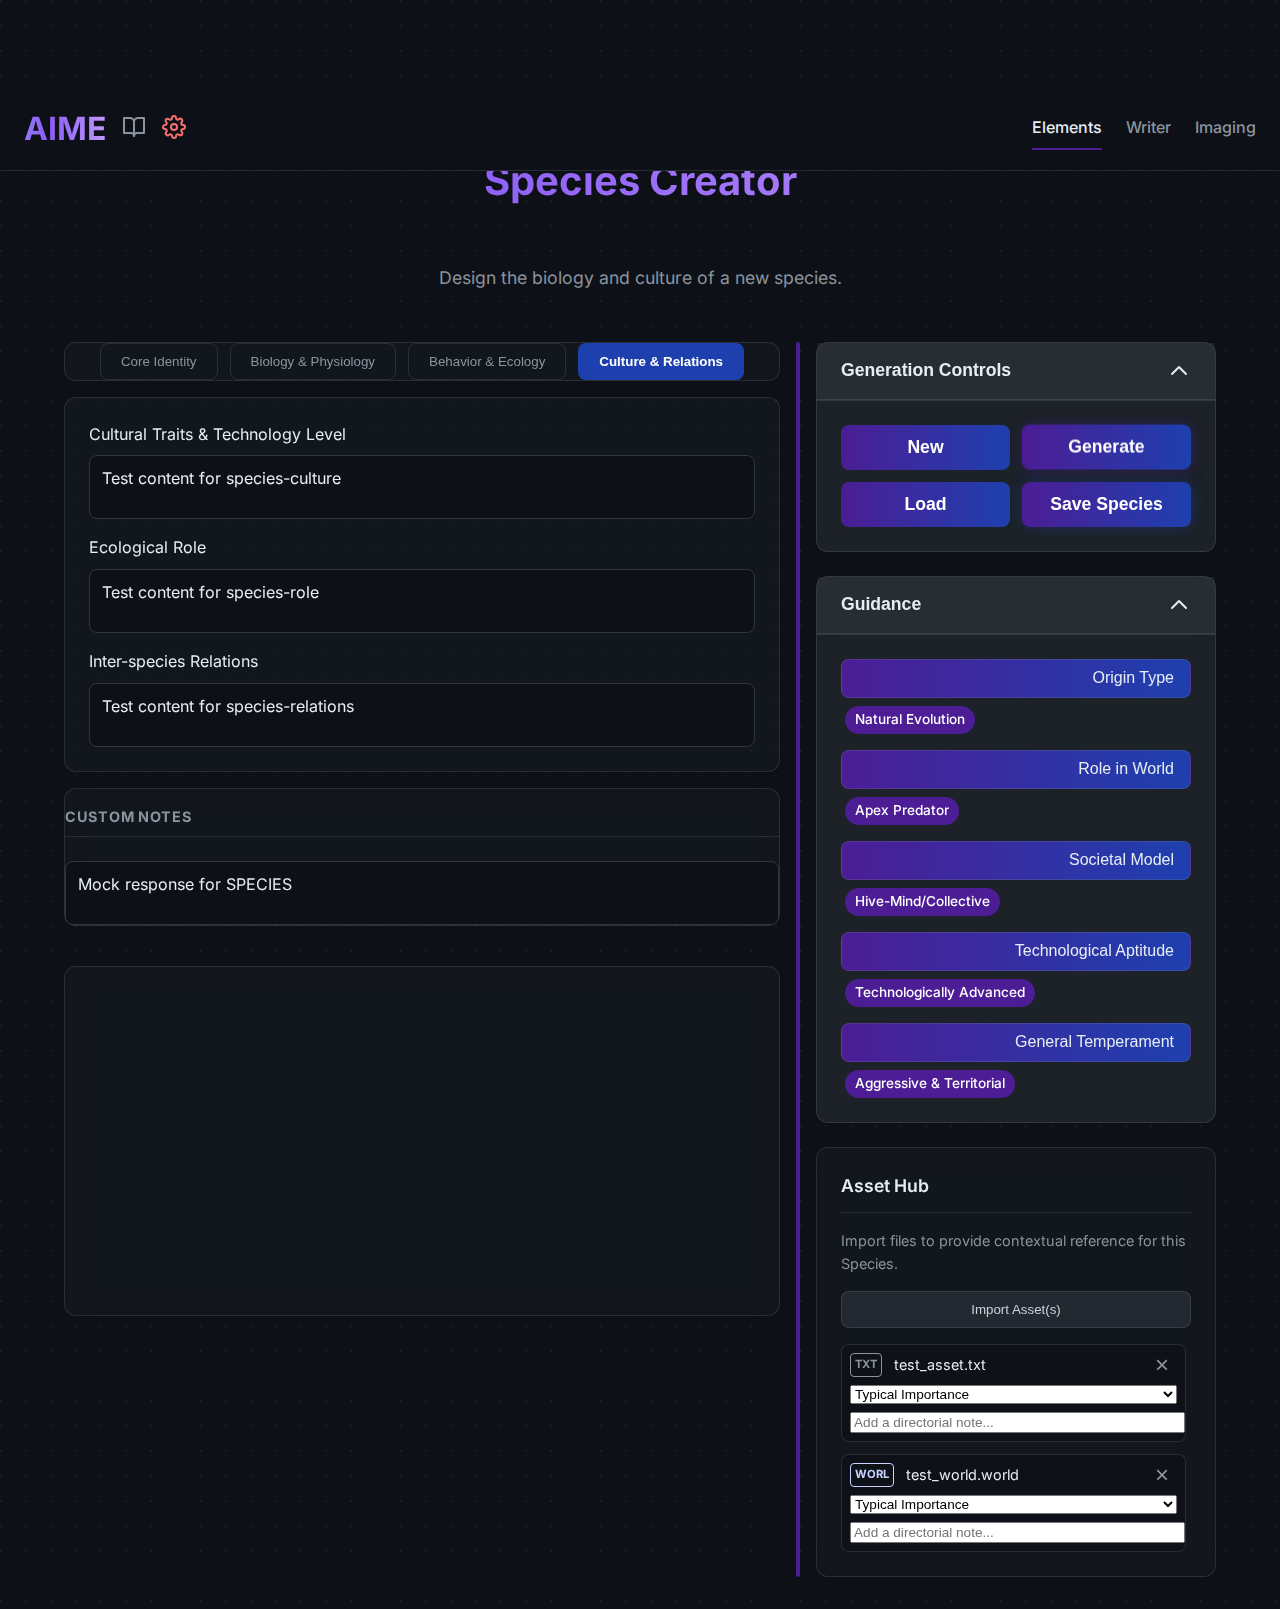 AIME
Elements
Writer
Imaging
Species Creator
Design the biology and culture of a new species.
Core Identity
Biology & Physiology
Behavior & Ecology
Culture & Relations
Cultural Traits & Technology Level
Test content for species-culture
Ecological Role
Test content for species-role
Inter-species Relations
Test content for species-relations
CUSTOM NOTES
Mock response for SPECIES
Generation Controls
New
Generate
Load
Save Species
Guidance
Origin Type
Natural Evolution
Role in World
Apex Predator
Societal Model
Hive-Mind/Collective
Technological Aptitude
Technologically Advanced
General Temperament
Aggressive & Territorial
Asset Hub
Import files to provide contextual reference for this
Species.
Import Asset(s)
TXT
test_asset.txt
Typical Importance
Add a directorial note...
WORL
test_world.world
Typical Importance
Add a directorial note...